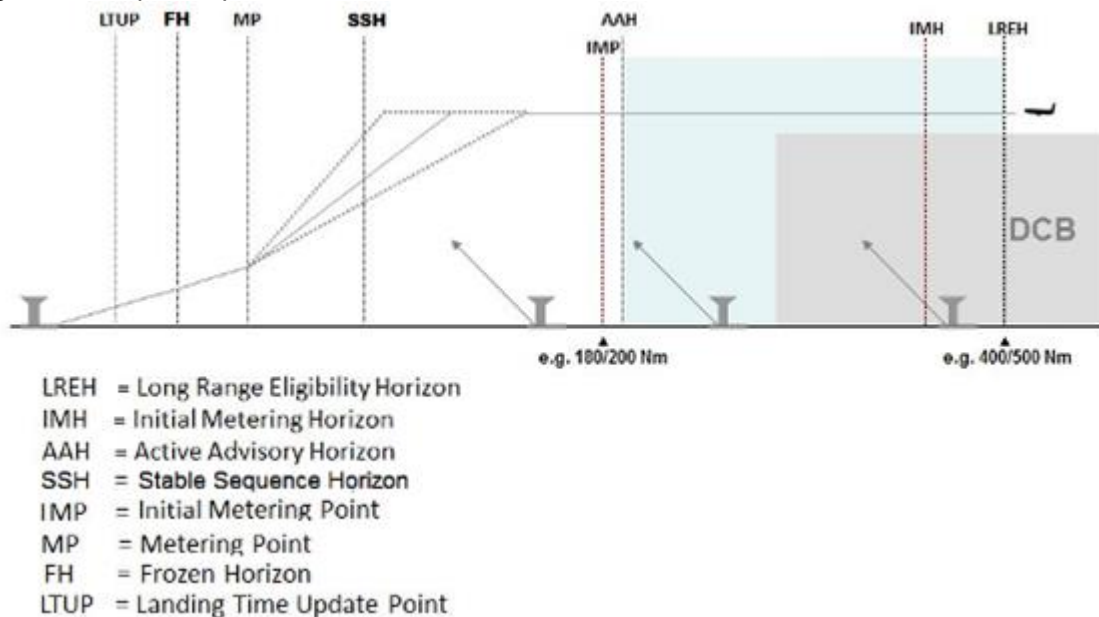 LTUP FH MP SSH AAH IMH LREH
IMP
DCB
e.g. 180/200 Nm e.g. 400/500 Nm
LREH = Long Range Eligibility Horizon
IMH = Initial Metering Horizon
AAH = Active Advisory Horizon
SSH = Stable Sequence Horizon
IMP = Initial Metering Point
MP = Metering Point
FH = Frozen Horizon
LTUP = Landing Time Update Point